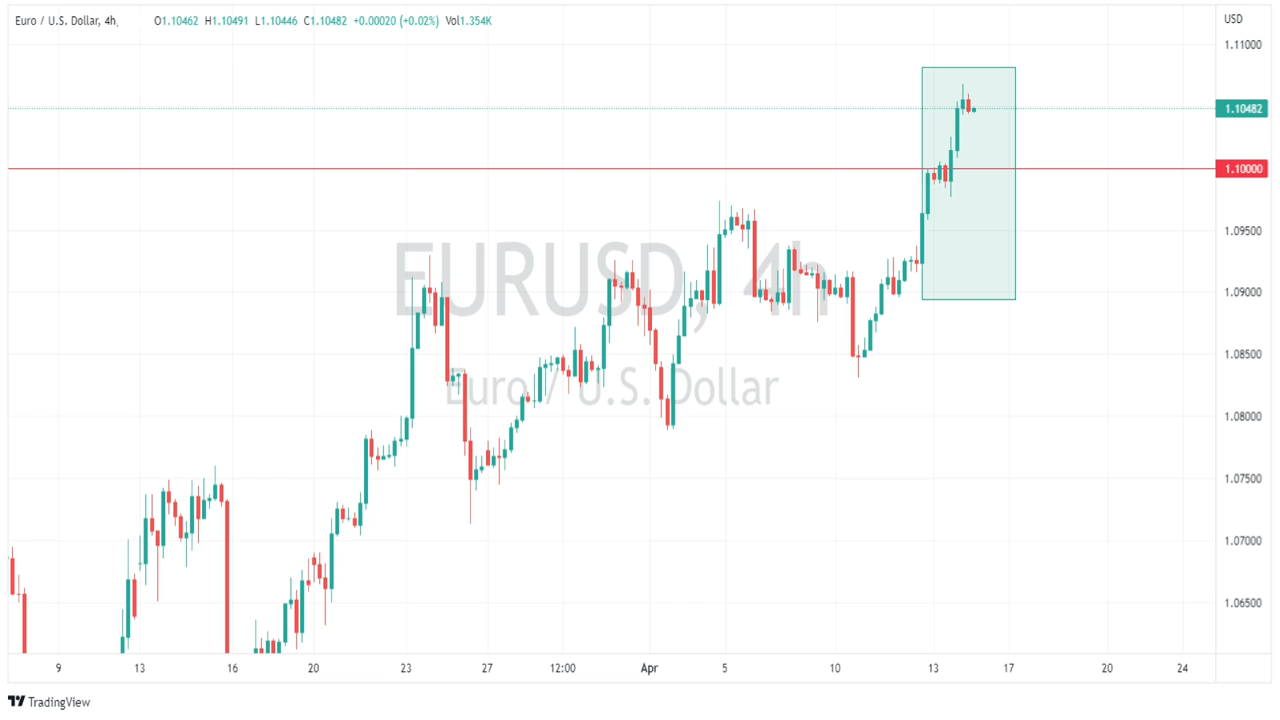 Euro / U.S. Dollar, 4h, O1.10462 H1.10491 L1.10446 C1.10482 +0.00020 (+0.02%) Vol1.354K
USD
1.11000
1.10482
1.10000
1.09500
EURUSD, 4h
1.09000
1.08500
Euro / U.S. Dollar
1.08000
1.07500
1.07000
1.06500
9 13 16 20 23 27 12:00 Apr 5 10 13 17 20 24
TradingView